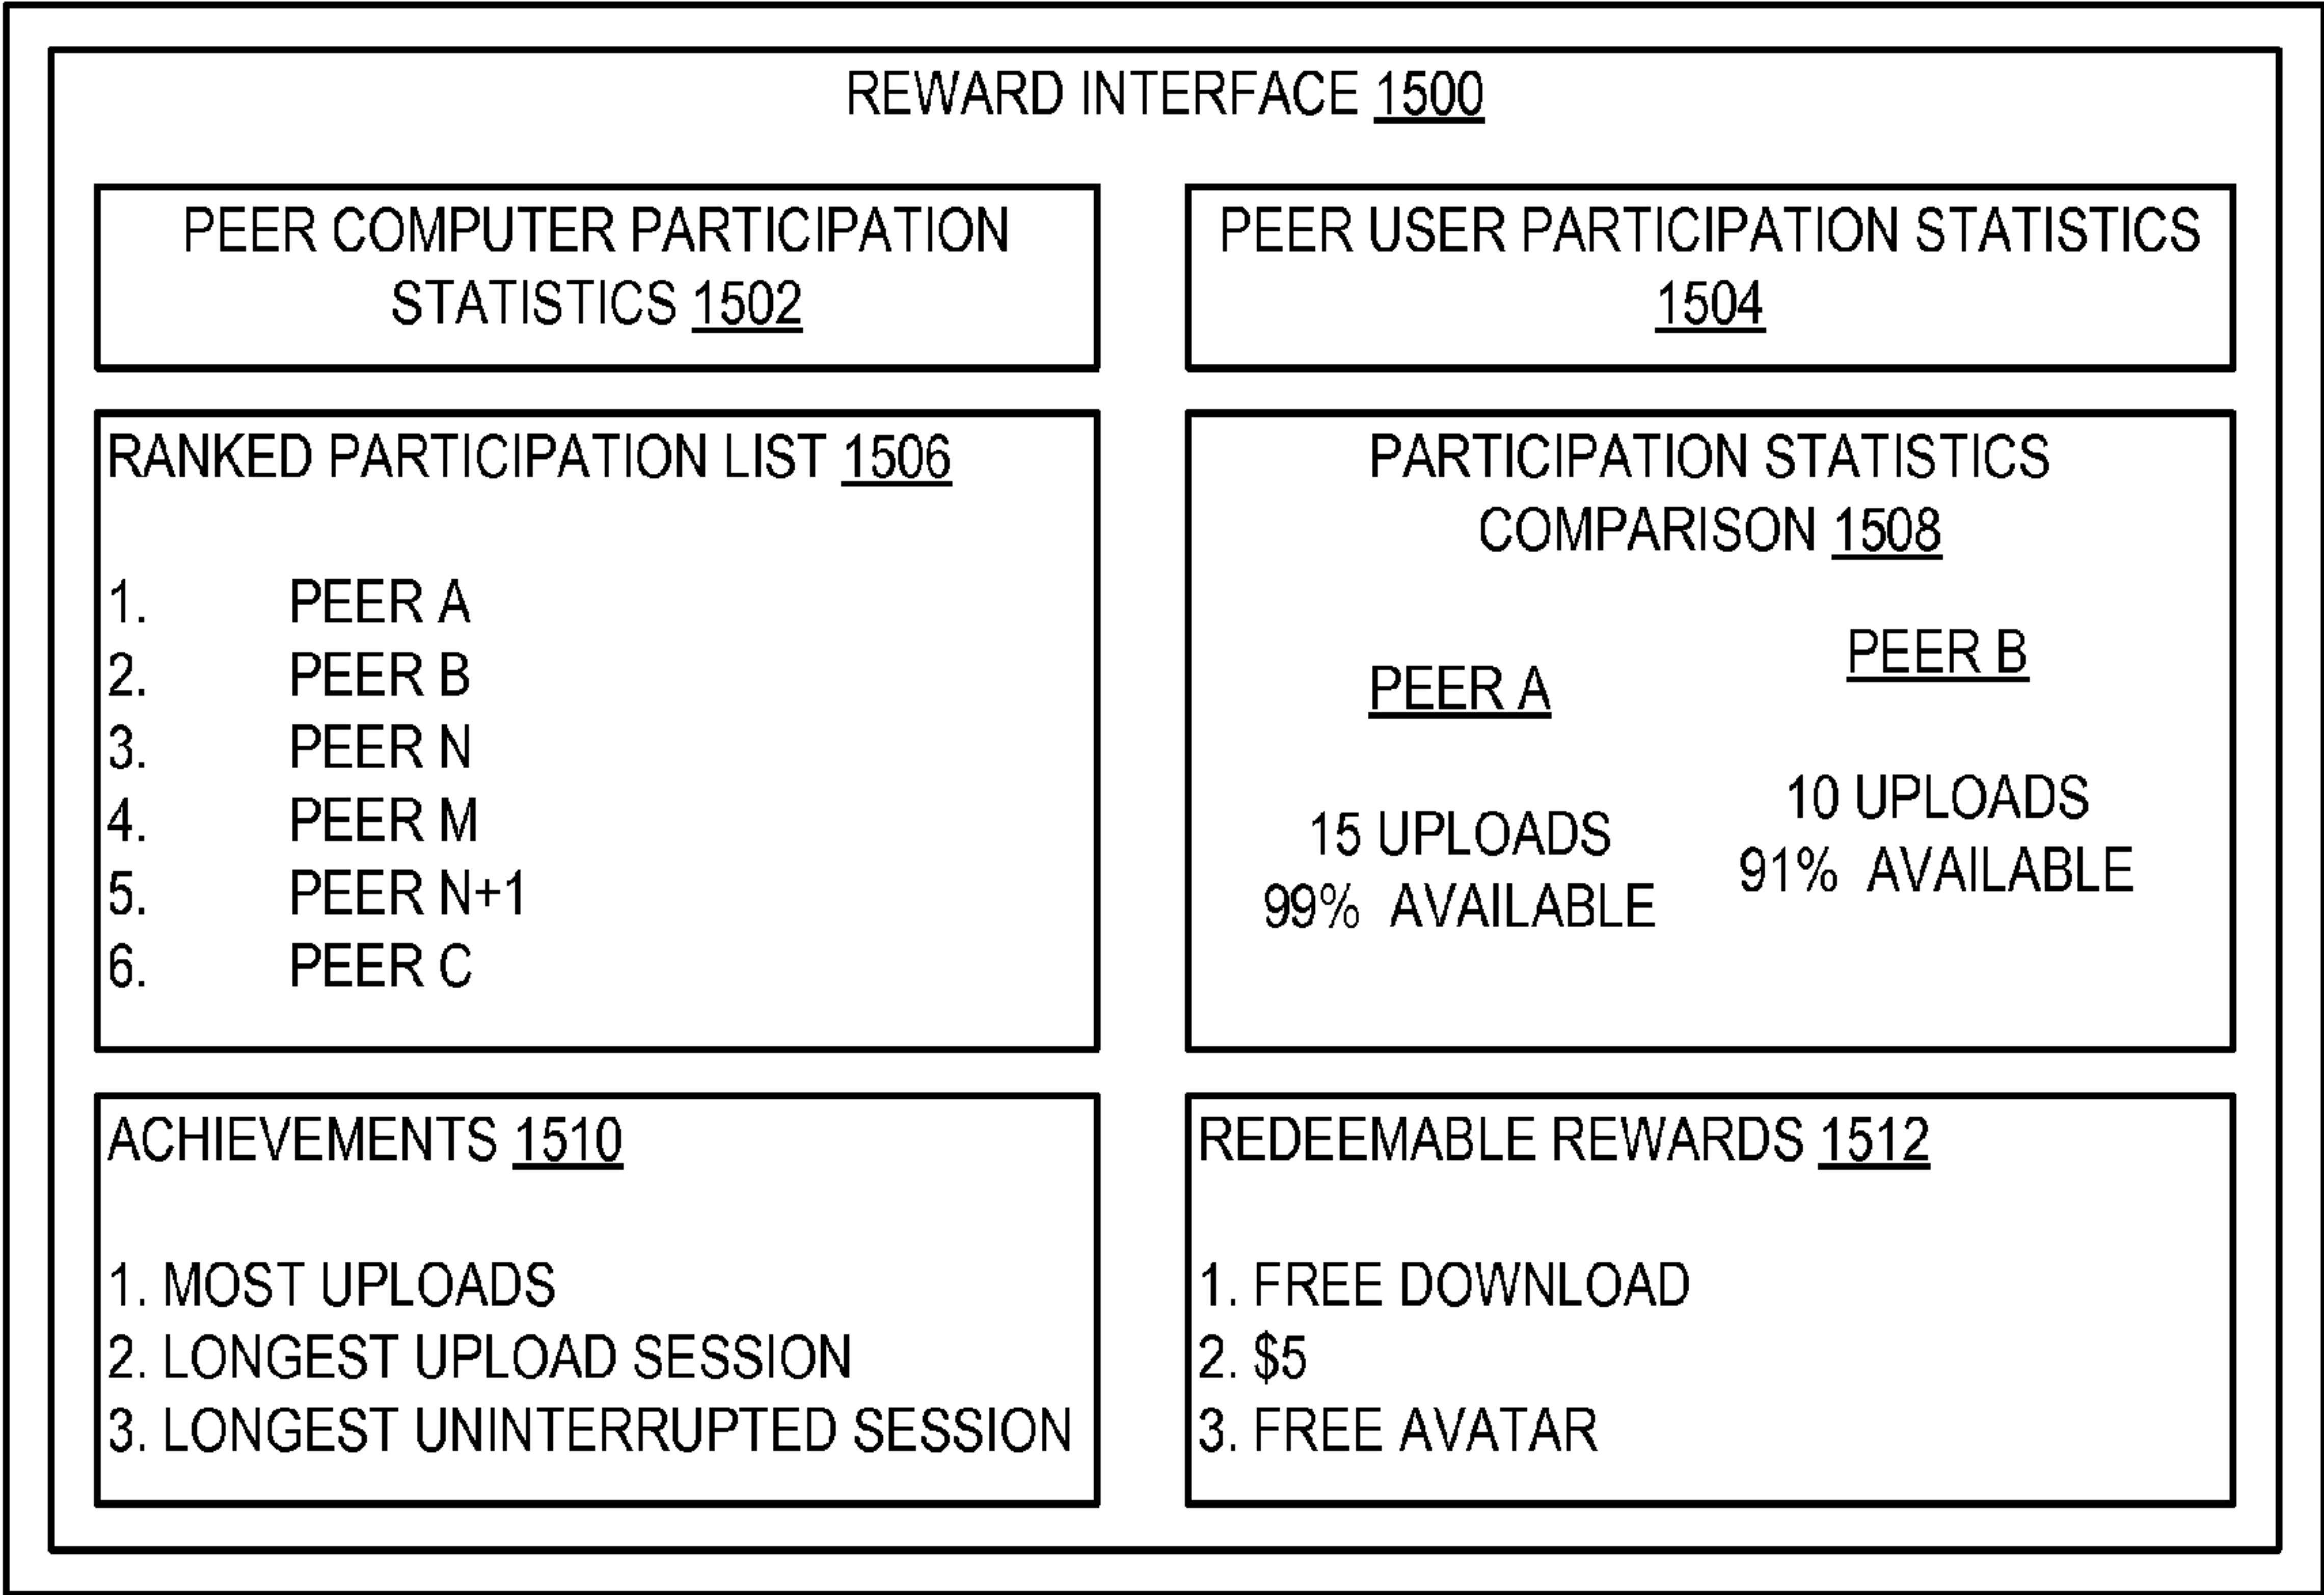 REWARD INTERFACE 1500
PEER COMPUTER PARTICIPATION
STATISTICS 1502
PEER USER PARTICIPATION STATISTICS
1504
RANKED PARTICIPATION LIST 1506
1. PEER A
2. PEER B
3. PEER N
4. PEER M
5. PEER N+1
6. PEER C
PARTICIPATION STATISTICS
COMPARISON 1508
PEER A
15 UPLOADS
99% AVAILABLE
PEER B
10 UPLOADS
91% AVAILABLE
ACHIEVEMENTS 1510
1. MOST UPLOADS
2. LONGEST UPLOAD SESSION
3. LONGEST UNINTERRUPTED SESSION
REDEEMABLE REWARDS 1512
1. FREE DOWNLOAD
2. $5
3. FREE AVATAR